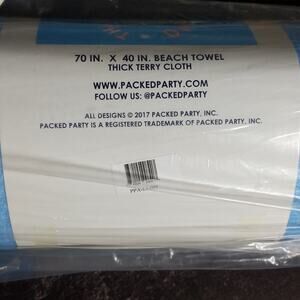 70 IN. X 40 IN. BEACH TOWEL
THICK TERRY CLOTH
WWW.PACKEDPARTY.COM
FOLLOW US: @PACKEDPARTY
ALL DESIGNS © 2017 PACKED PARTY, INC.
PACKED PARTY IS A REGISTERED TRADEMARK OF PACKED PARTY, INC.